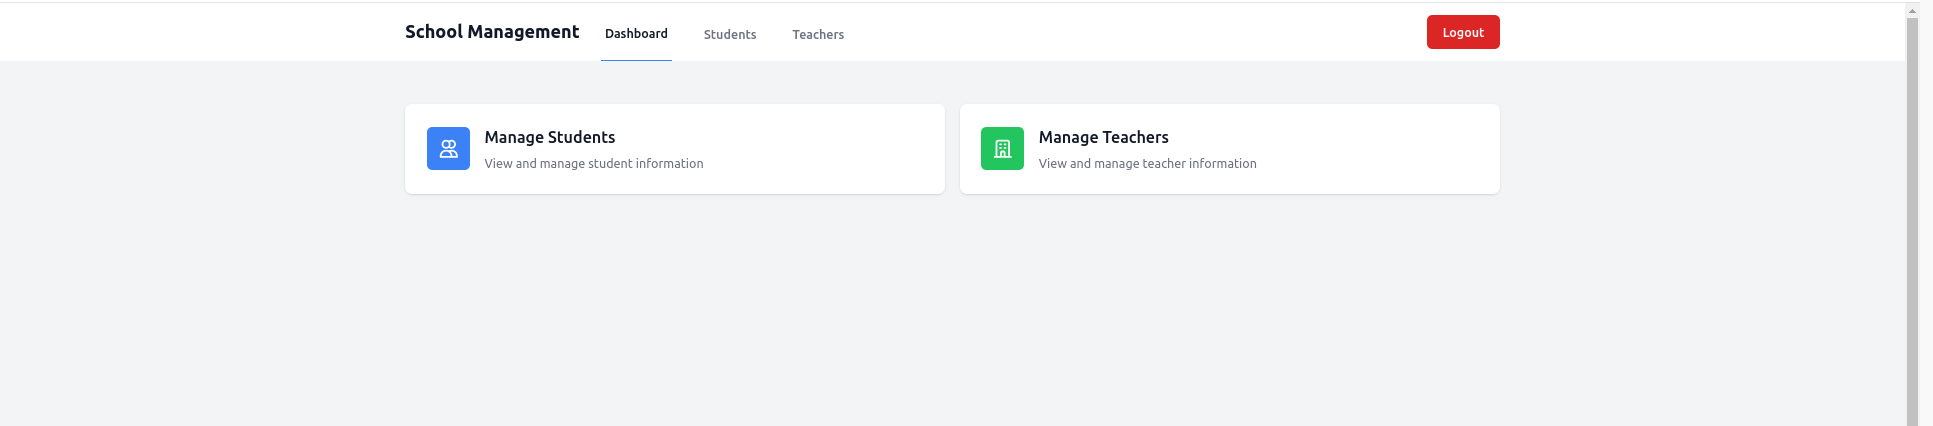 School Management Dashboard Students Teachers Logout
Manage Students
View and manage student information
Manage Teachers
View and manage teacher information